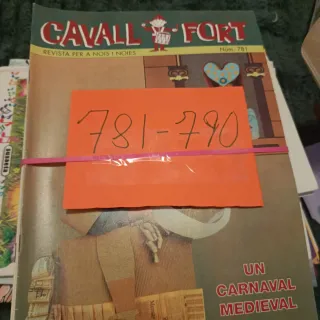 CAVALL FORT
REVISTA PER A NOIS I NOIES
Núm. 781
781-790
UN
CARNAVAL
MEDIEVAL